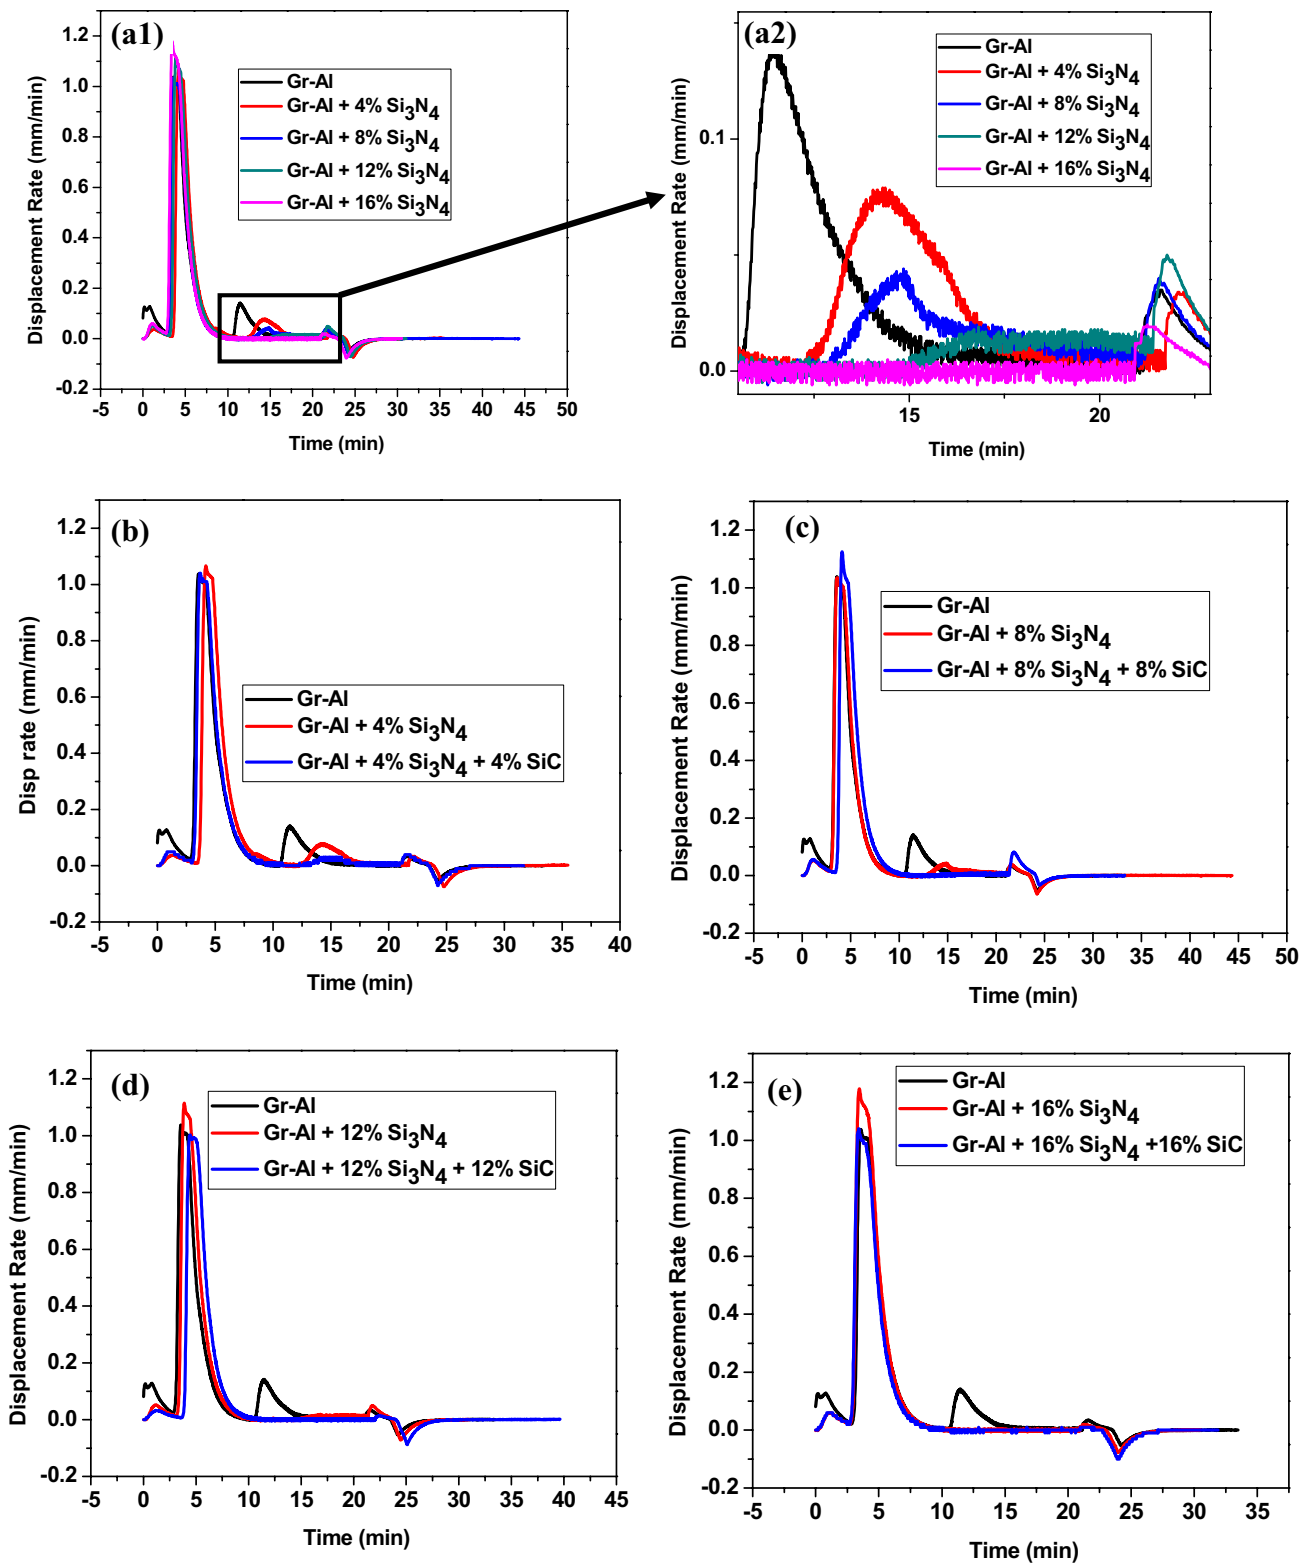 (a1)
Gr-Al
Gr-Al + 4% Si3N4
Gr-Al + 8% Si3N4
Gr-Al + 12% Si3N4
Gr-Al + 16% Si3N4
Displacement Rate (mm/min)
1.2
1.0
0.8
0.6
0.4
0.2
0.0
-0.2
-5 0 5 10 15 20 25 30 35 40 45 50
Time (min)
(a2)
Gr-Al
Gr-Al + 4% Si3N4
Gr-Al + 8% Si3N4
Gr-Al + 12% Si3N4
Gr-Al + 16% Si3N4
Displacement Rate (mm/min)
0.1
0.0
15 20
Time (min)
(b)
Gr-Al
Gr-Al + 4% Si3N4
Gr-Al + 4% Si3N4 + 4% SiC
Disp rate (mm/min)
1.2
1.0
0.8
0.6
0.4
0.2
0.0
-0.2
-5 0 5 10 15 20 25 30 35 40
Time (min)
(c)
Gr-Al
Gr-Al + 8% Si3N4
Gr-Al + 8% Si3N4 + 8% SiC
Displacement Rate (mm/min)
1.2
1.0
0.8
0.6
0.4
0.2
0.0
-0.2
-5 0 5 10 15 20 25 30 35 40 45 50
Time (min)
(d)
Gr-Al
Gr-Al + 12% Si3N4
Gr-Al + 12% Si3N4 + 12% SiC
Displacement Rate (mm/min)
1.2
1.0
0.8
0.6
0.4
0.2
0.0
-0.2
-5 0 5 10 15 20 25 30 35 40 45
Time (min)
(e)
Gr-Al
Gr-Al + 16% Si3N4
Gr-Al + 16% Si3N4 +16% SiC
Displacement Rate (mm/min)
1.2
1.0
0.8
0.6
0.4
0.2
0.0
-0.2
-5 0 5 10 15 20 25 30 35
Time (min)